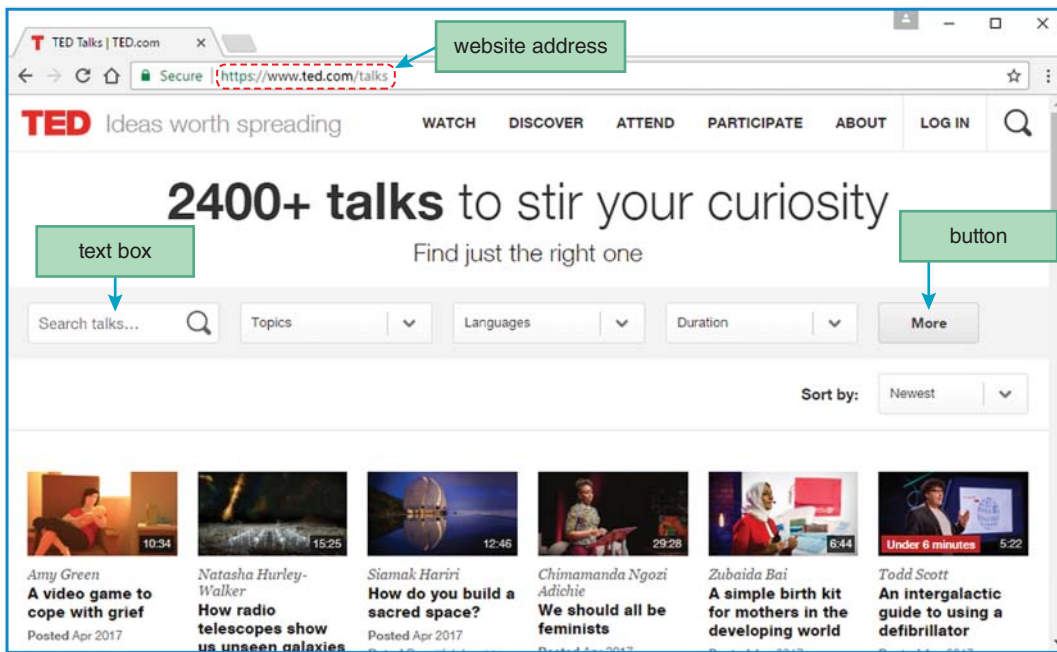 TED Talks | TED.com
website address
Secure
https://www.ted.com/talks
TED Ideas worth spreading
WATCH DISCOVER ATTEND PARTICIPATE ABOUT LOG IN
2400+ talks to stir your curiosity
Find just the right one
text box
button
Search talks...
Topics
Languages
Duration
More
Sort by:
Newest
10:34
Amy Green
A video game to
cope with grief
Posted Apr 2017
15:25
Natasha Hurley-
Walker
How radio
telescopes show
us unseen galaxies
12:46
Siamak Hariri
How do you build a
sacred space?
Posted Apr 2017
29:28
Chimamanda Ngozi
Adichie
We should all be
feminists
Posted Apr 2017
6:44
Zubaida Bai
A simple birth kit
for mothers in the
developing world
Under 6 minutes 5:22
Todd Scott
An intergalactic
guide to using a
defibrillator